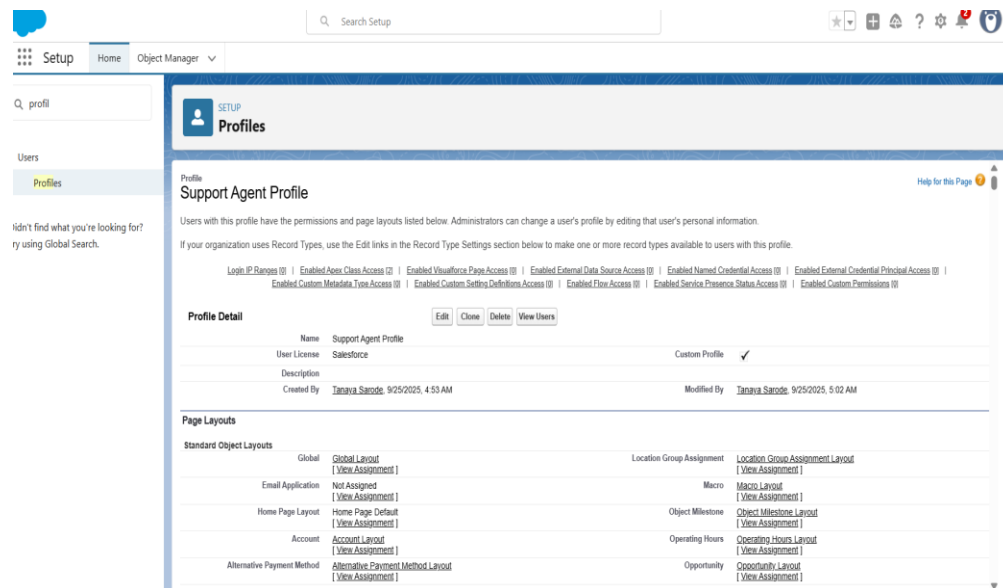 Search Setup
2
Setup Home Object Manager
profil
SETUP
Profiles
Users
Profiles
Didn't find what you're looking for?
ry using Global Search.
Profile
Support Agent Profile
Help for this Page
Users with this profile have the permissions and page layouts listed below. Administrators can change a user's profile by editing that user's personal information.
If your organization uses Record Types, use the Edit links in the Record Type Settings section below to make one or more record types available to users with this profile.
Login IP Ranges [0] | Enabled Apex Class Access [2] | Enabled Visualforce Page Access [0] | Enabled External Data Source Access [0] | Enabled Named Credential Access [0] | Enabled External Credential Principal Access [0] |
Enabled Custom Metadata Type Access [0] | Enabled Custom Setting Definitions Access [0] | Enabled Flow Access [0] | Enabled Service Presence Status Access [0] | Enabled Custom Permissions [0]
Profile Detail Edit Clone Delete View Users
Name Support Agent Profile
User License Salesforce Custom Profile ✓
Description
Created By Tanaya Sarode, 9/25/2025, 4:53 AM Modified By Tanaya Sarode, 9/25/2025, 5:02 AM
Page Layouts
Standard Object Layouts
Global Global Layout Location Group Assignment Location Group Assignment Layout
[ View Assignment ] [ View Assignment ]
Email Application Not Assigned Macro Macro Layout
[ View Assignment ] [ View Assignment ]
Home Page Layout Home Page Default Object Milestone Object Milestone Layout
[ View Assignment ] [ View Assignment ]
Account Account Layout Operating Hours Operating Hours Layout
[ View Assignment ] [ View Assignment ]
Alternative Payment Method Alternative Payment Method Layout Opportunity Opportunity Layout
[ View Assignment ] [ View Assignment ]